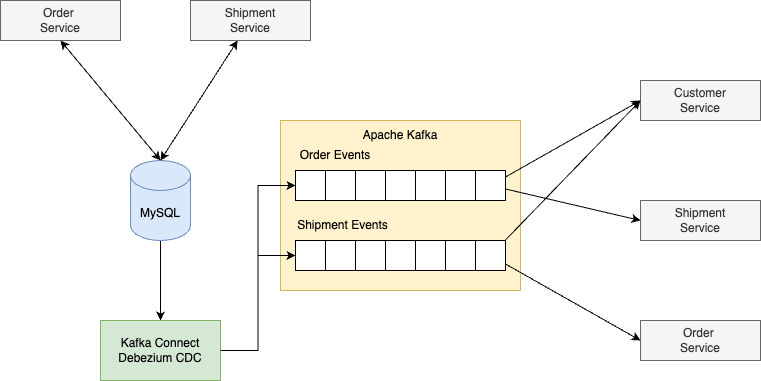 Order
Service
Shipment
Service
Customer
Service
Apache Kafka
Order Events
MySQL
Shipment Events
Shipment
Service
Kafka Connect
Debezium CDC
Order
Service